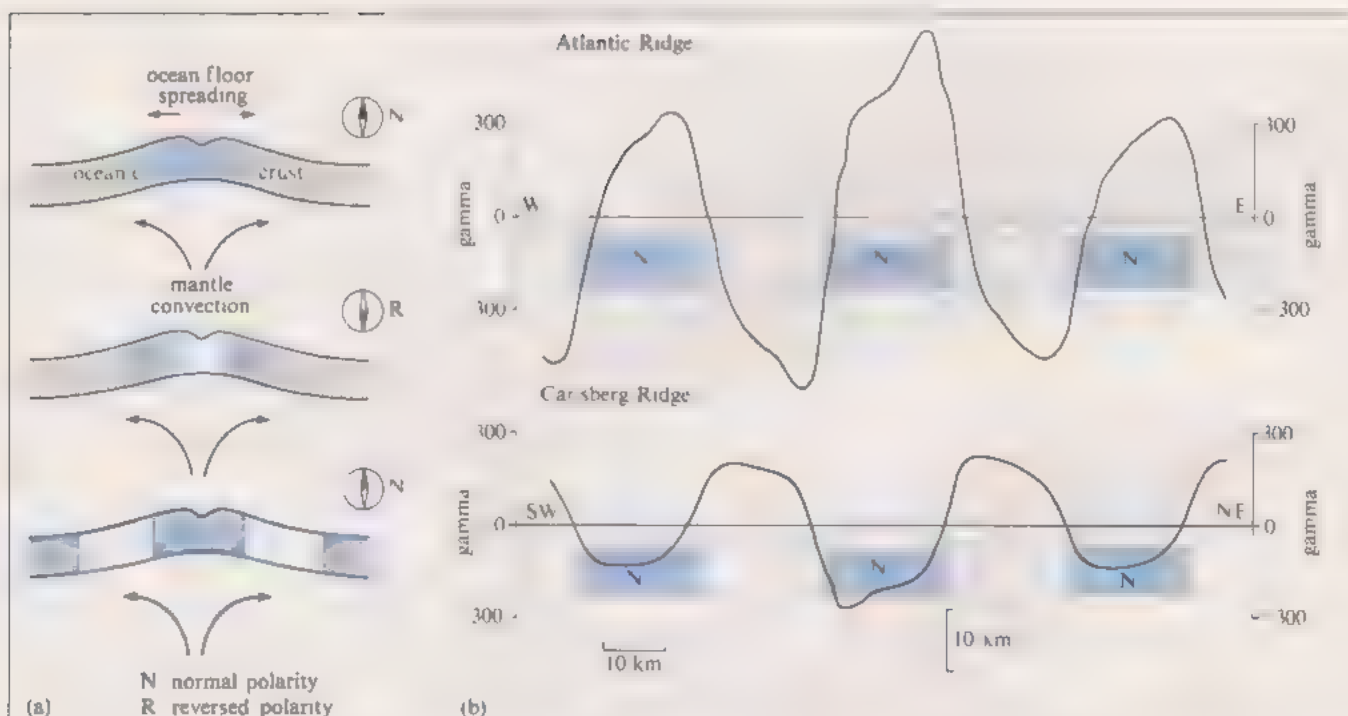 ocean floor
spreading
N
ocean c crust
mantle
convection
R
N
N normal polarity
R reversed polarity
(a)
Atlantic Ridge
300
300
gamma
0
W
E
0
gamma
N
N
N
300
300
Carlsberg Ridge
300
300
gamma
0
SW
NE
0
gamma
N
N
N
300
300
10 km
10 km
(b)